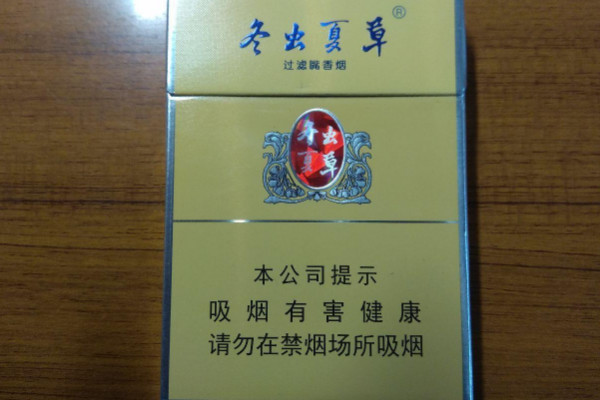 冬虫夏草®
过滤嘴香烟
冬虫
夏草
本公司提示
吸烟有害健康
请勿在禁烟场所吸烟